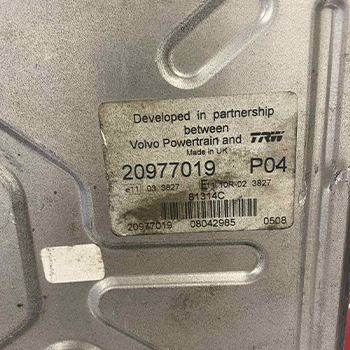 Developed in partnership
between
Volvo Powertrain and TRW
Made in UK
20977019 P04
e11 03 3827 E11 10R-02 3827
81314C
20977019 08042985 0508